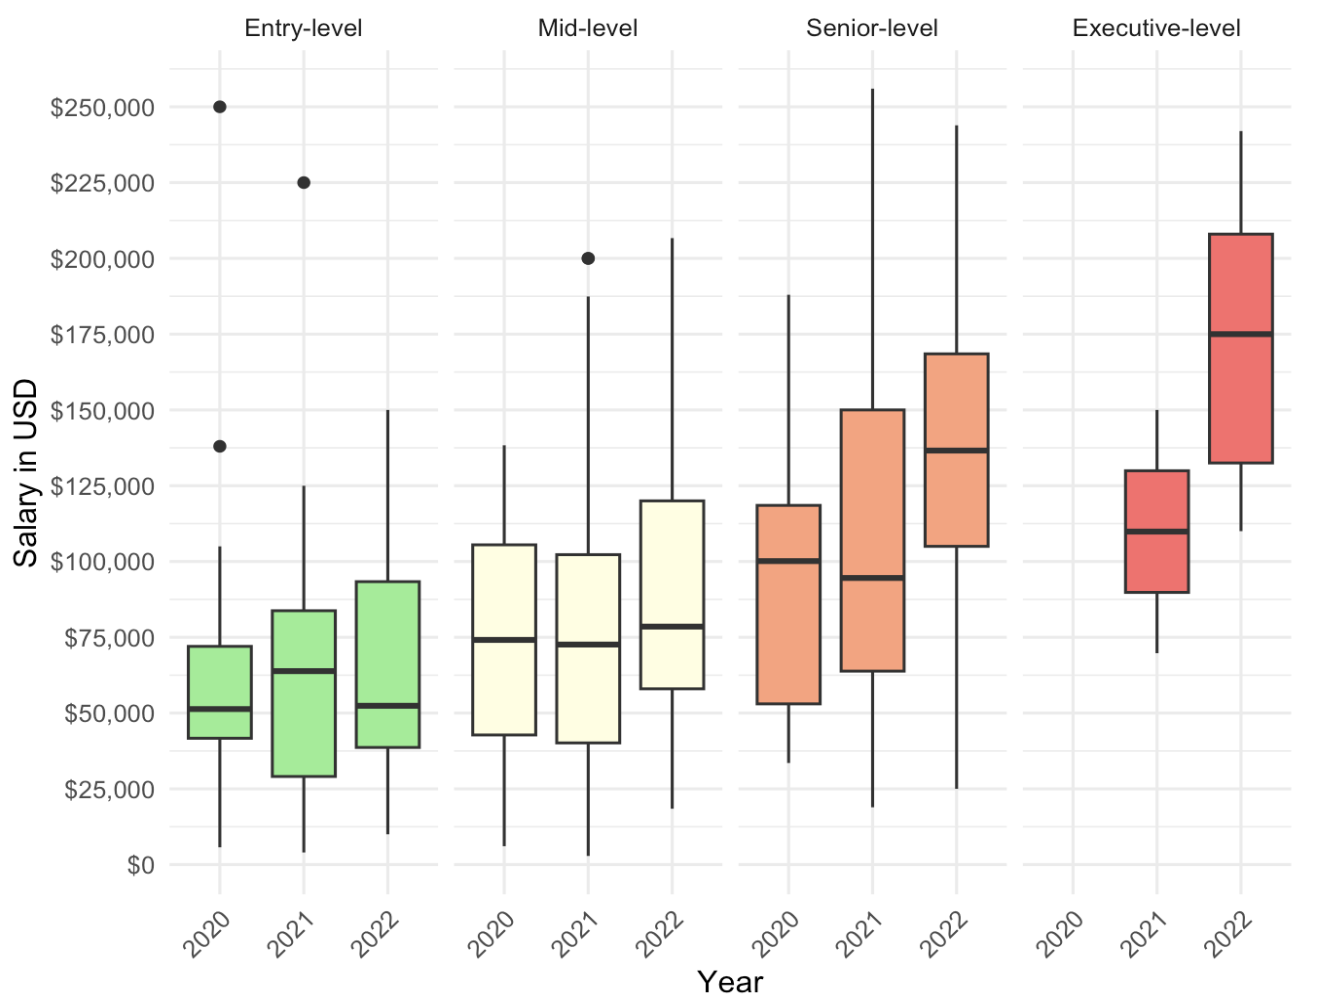 Entry-level Mid-level Senior-level Executive-level
$250,000
$225,000
$200,000
$175,000
$150,000
$125,000
$100,000
$75,000
$50,000
$25,000
$0
Salary in USD
2020 2021 2022 2020 2021 2022 2020 2021 2022 2020 2021 2022
Year